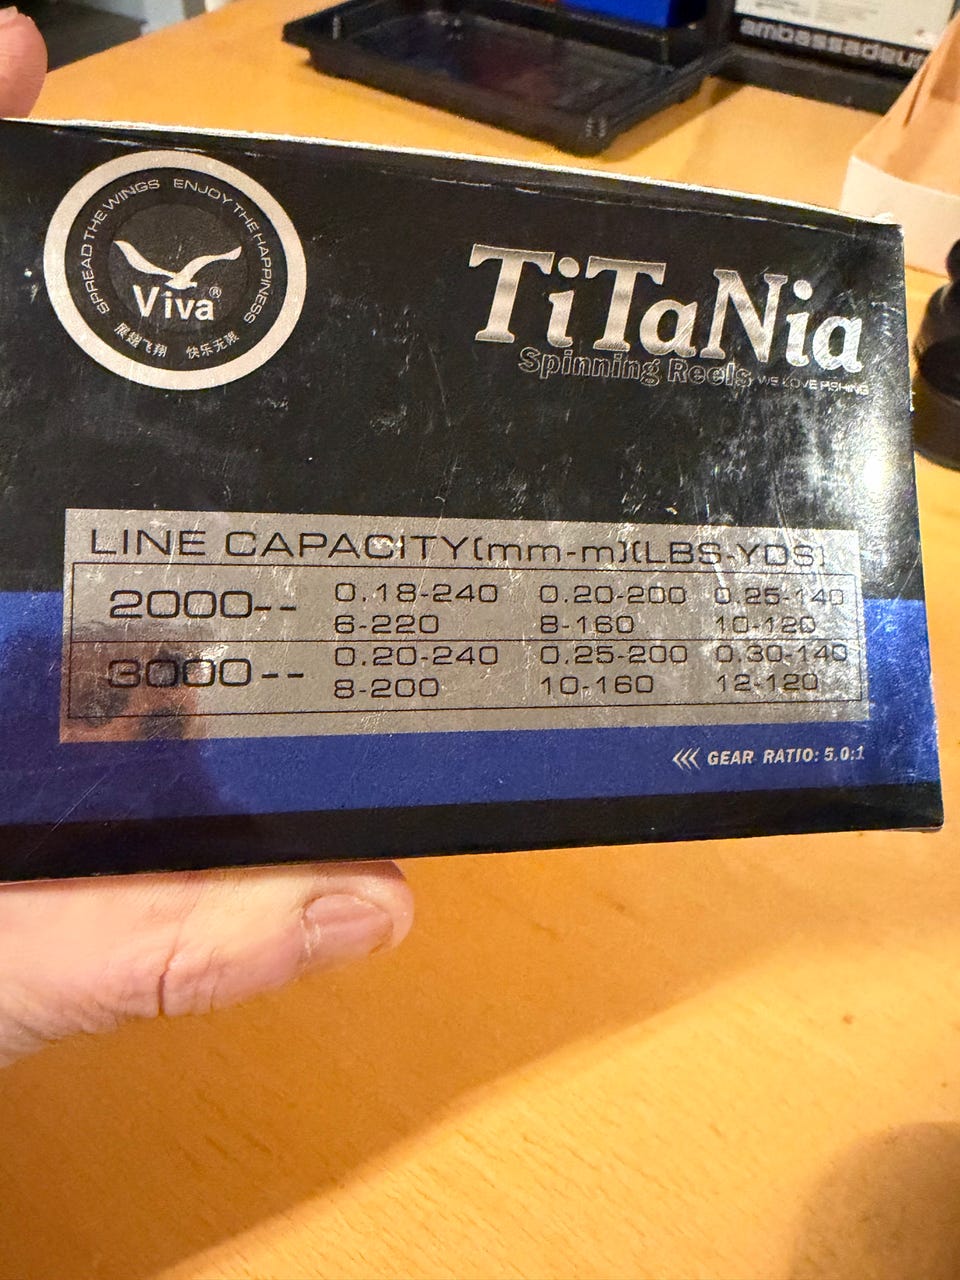 ambassadeur
SPREAD THE WINGS ENJOY THE HAPPINESS
Viva®
展翅飞翔 快乐无限
TiTaNia
Spinning Reels WE LOVE FISHING
LINE CAPACITY(mm-m)(LBS-YDS)
2000-- 0.18-240 0.20-200 0.25-140
6-220 8-160 10-120
3000-- 0.20-240 0.25-200 0.30-140
8-200 10-160 12-120
‹‹‹ GEAR RATIO: 5.0:1